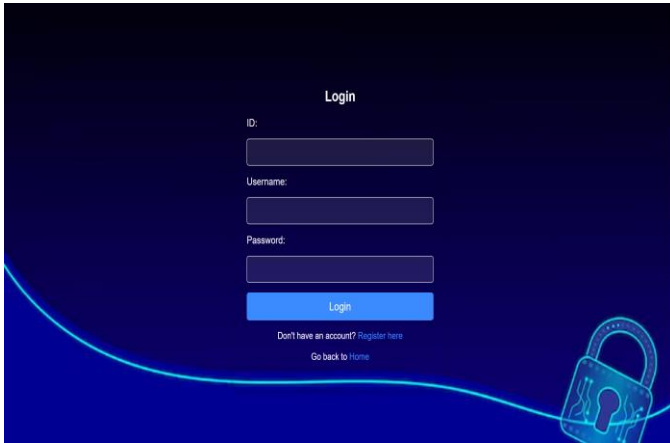 Login
ID:
Username:
Password:
Login
Don't have an account? Register here
Go back to Home